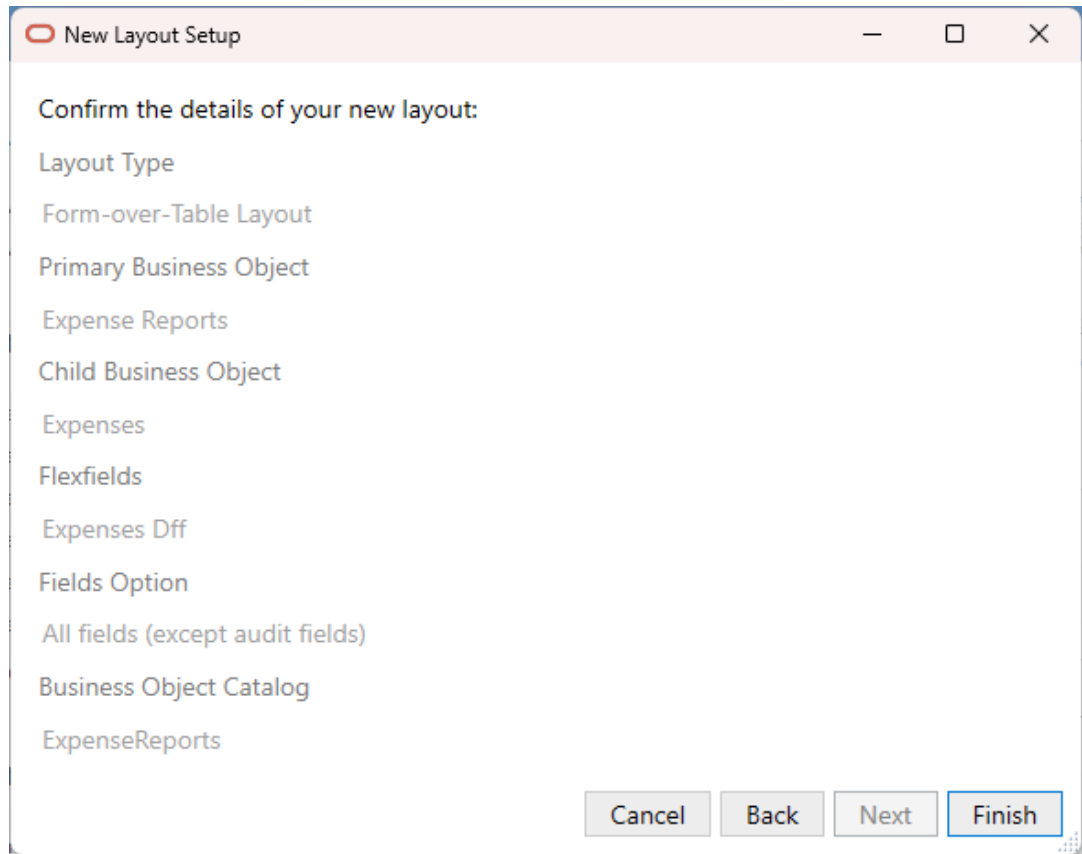 New Layout Setup
Confirm the details of your new layout:
Layout Type
Form-over-Table Layout
Primary Business Object
Expense Reports
Child Business Object
Expenses
Flexfields
Expenses Dff
Fields Option
All fields (except audit fields)
Business Object Catalog
ExpenseReports
Cancel Back Next Finish